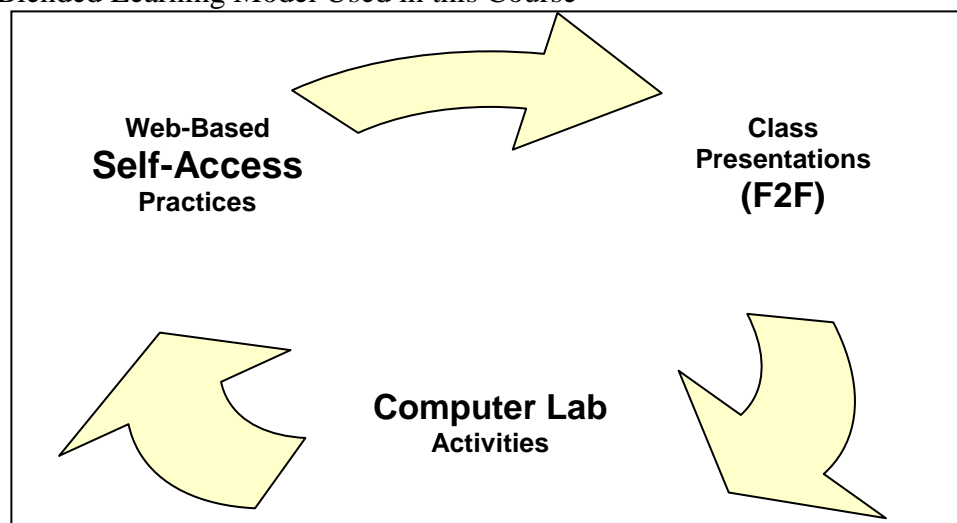 Blended Learning Model Used in this Course
Web-Based
Self-Access
Practices
Class
Presentations
(F2F)
Computer Lab
Activities